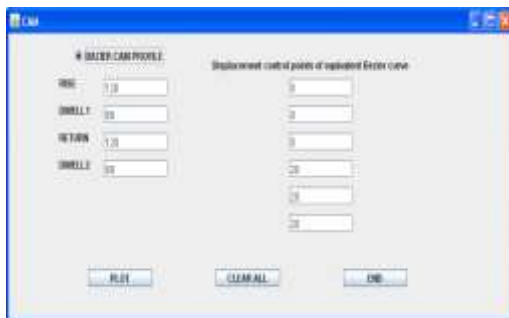 CAM
BEZIER CAM PROFILE
Displacement control points of equivalent Bezier curve
RISE
120
0
DWELL1
0
RETURN
120
0
DWELL2
20
20
20
PLOT
CLEAR ALL
END